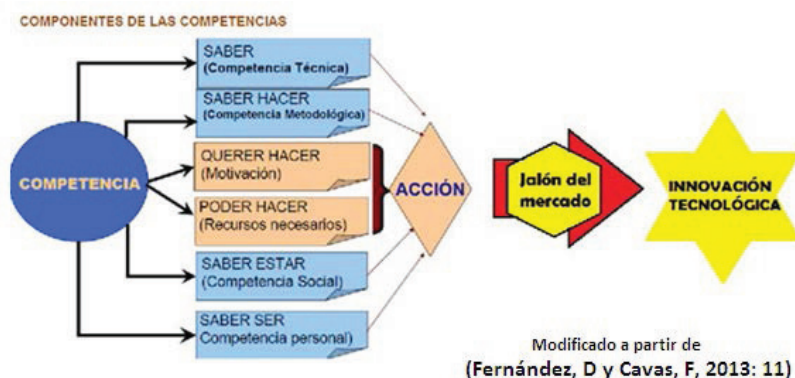 COMPONENTES DE LAS COMPETENCIAS
SABER
(Competencia Técnica)
SABER HACER
(Competencia Metodológica)
QUERER HACER
(Motivación)
COMPETENCIA
PODER HACER
(Recursos necesarios)
SABER ESTAR
(Competencia Social)
SABER SER
Competencia personal)
ACCIÓN
Jalón del
mercado
INNOVACIÓN
TECNOLÓGICA
Modificado a partir de
(Fernández, D y Cavas, F, 2013: 11)